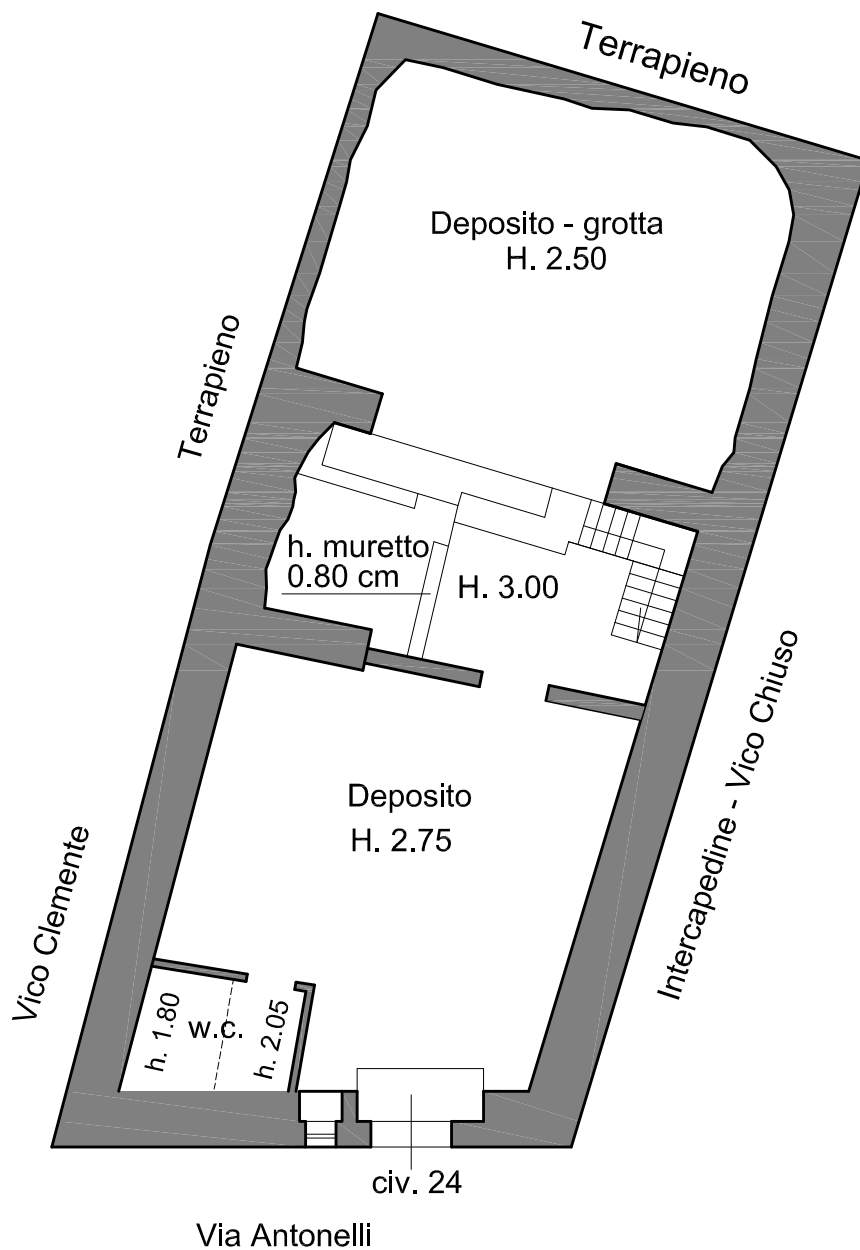 Terrapieno
Deposito - grotta
H. 2.50
Terrapieno
h. muretto
0.80 cm
H. 3.00
Intercapedine - Vico Chiuso
Deposito
H. 2.75
Vico Clemente
h. 1.80
w.c.
h. 2.05
civ. 24
Via Antonelli